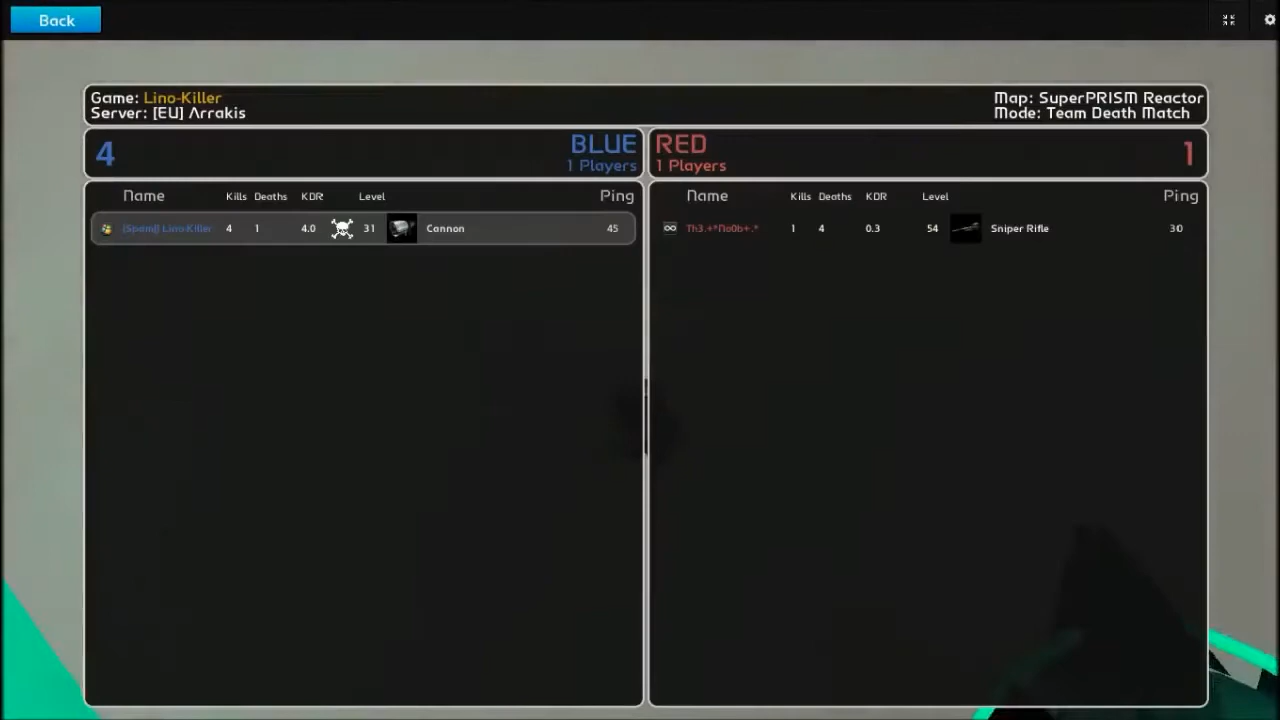 Back
Game: Lino-Killer
Server: [EU] Arrakis
Map: SuperPRISM Reactor
Mode: Team Death Match
4
BLUE
1 Players
RED
1 Players
1
Name Kills Deaths KDR Level Ping
Lino-Killer 4 1 4.0 31 Cannon 45
Name Kills Deaths KDR Level Ping
1 4 0.3 54 Sniper Rifle 30